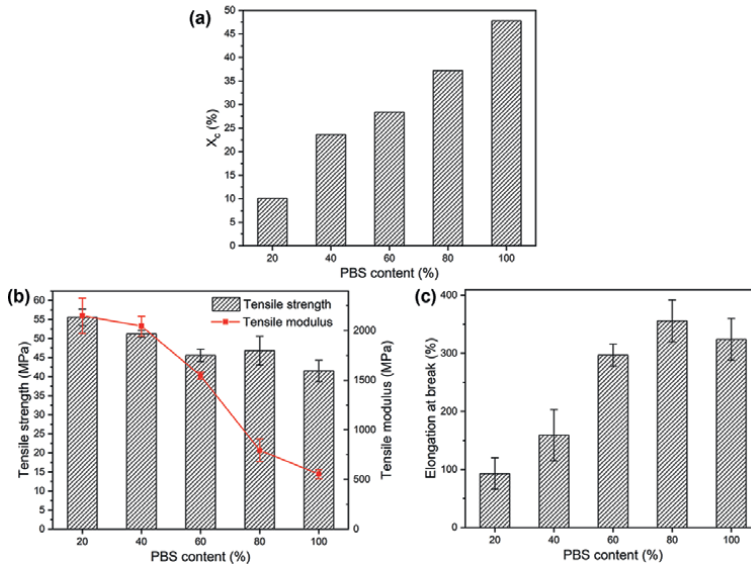 (a)
50
45
40
35
30
25
20
15
10
5
0
X_c (%)
20 40 60 80 100
PBS content (%)
(b)
60
55
50
45
40
35
30
25
20
15
10
5
0
Tensile strength (MPa)
Tensile strength
Tensile modulus
2000
1500
1000
500
0
Tensile modulus (MPa)
20 40 60 80 100
PBS content (%)
(c)
400
300
200
100
0
Elongation at break (%)
20 40 60 80 100
PBS content (%)